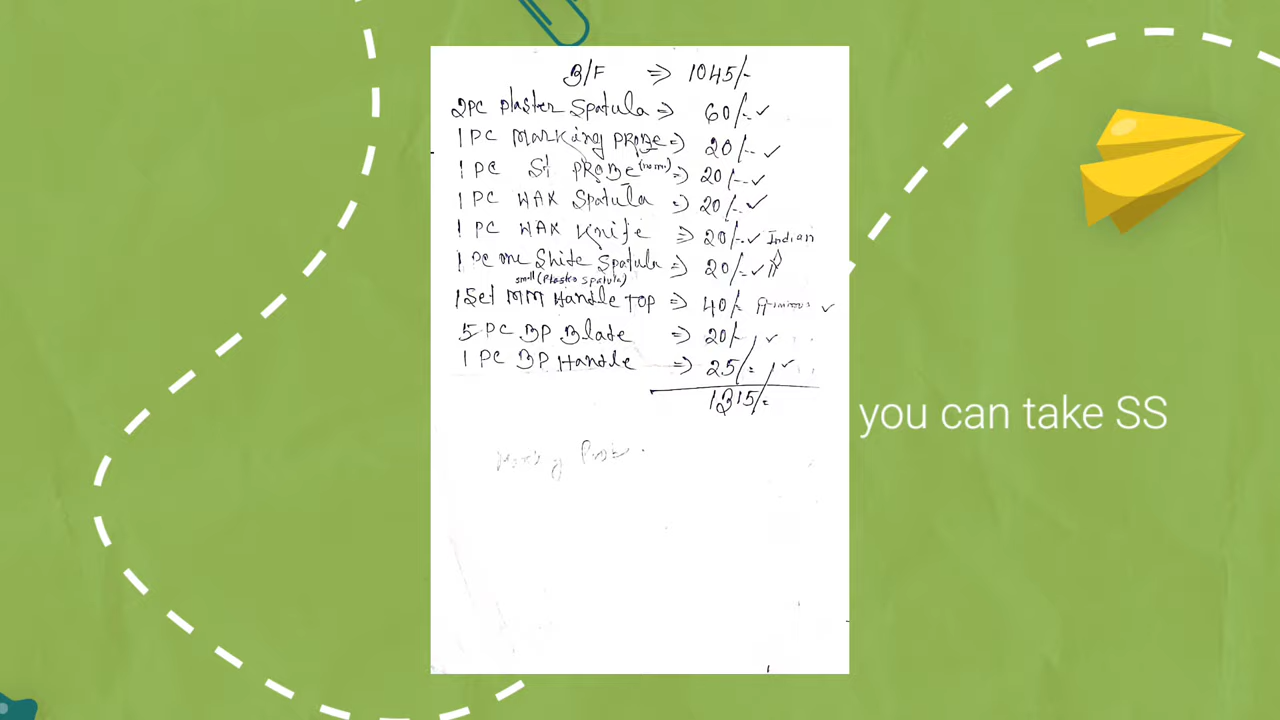 B/F => 1045/-
2PC Plaster Spatula => 60/- ✓
1 PC Marking PROBE => 20/- ✓
1 PC St PROBE (nom) => 20/- ✓
1 PC WAX Spatula => 20/- ✓
1 PC WAX Knife => 20/- ✓ Indian
1 PC one Shite Spatula => 20/- ✓
small (Plasko Spatula)
1 Set MM Handle TOP => 40/- ✓
5 PC BP Blade => 20/- ✓
1 PC BP Handle => 25/- ✓
1315/-
you can take SS